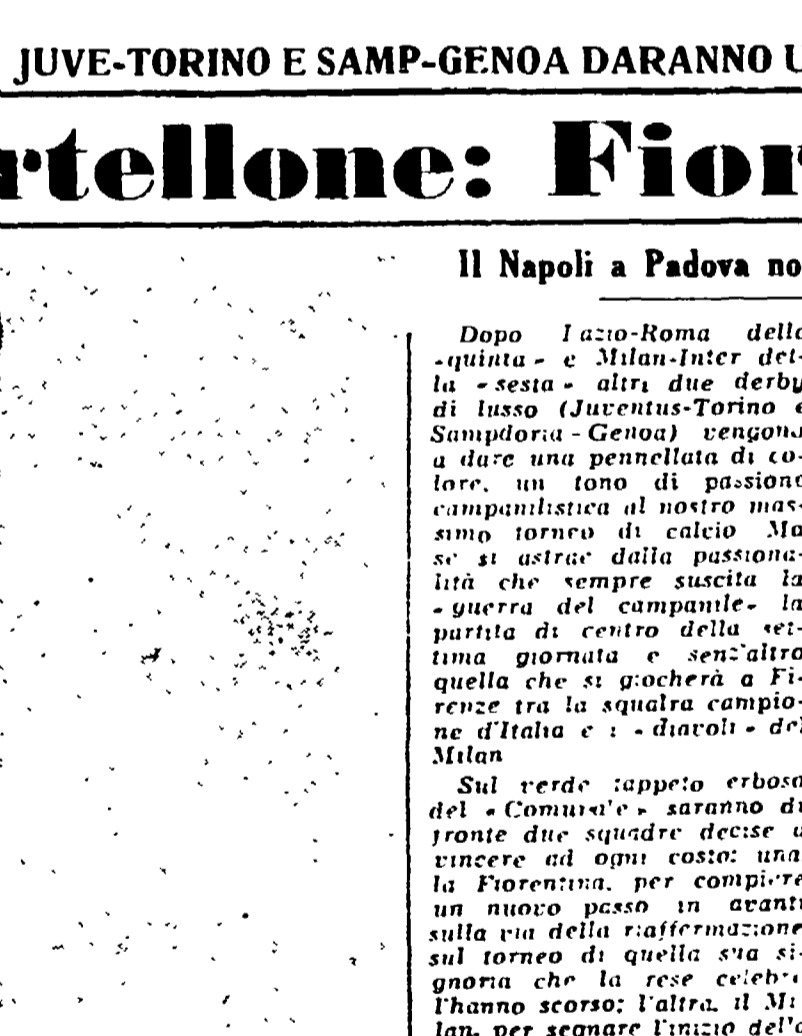 JUVE-TORINO E SAMP-GENOA DARANNO U
rtellone: Fior
Il Napoli a Padova no
Dopo Lazio-Roma della
-quinta- e Milan-Inter del-
la -sesta- altri due derby
di lusso (Juventus-Torino e
Sampdoria-Genoa) vengono
a dare una pennellata di co-
lore, un tono di passione
campanilistica al nostro mas-
simo torneo di calcio Ma
se si astrae dalla passiona-
lità che sempre suscita la
-guerra del campanile- la
partita di centro della set-
tima giornata e senz'altro
quella che si giocherà a Fi-
renze tra la squadra campio-
ne d'Italia e i -diavoli- del
Milan
Sul verde tappeto erboso
del «Comunale» saranno di
fronte due squadre decise a
vincere ad ogni costo: una,
la Fiorentina, per compiere
un nuovo passo in avanti
sulla via della riaffermazione
sul torneo di quella sua si-
gnoria che la rese celebre
l'hanno scorso; l'altra, il Mi-
lan, per segnare l'inizio della